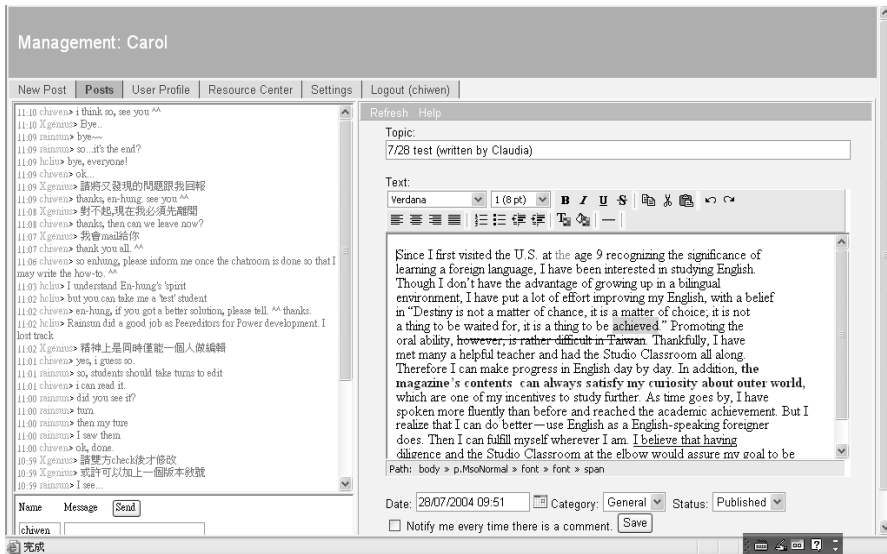 Management: Carol
New Post | Posts | User Profile | Resource Center | Settings | Logout (chiwen) |
11:10 chiwen> i think so, see you ^^
11:10 Xgenius> Bye..
11:09 rainsun> bye~~
11:09 rainsun> so...it's the end?
11:09 hcliu> bye, everyone!
11:09 chiwen> ok...
11:09 Xgenius> 請將又發現的問題跟我回報
11:09 chiwen> thanks, en-hung. see you ^^
11:08 Xgenius> 對不起,現在我必須先離開
11:08 chiwen> thanks, then can we leave now?
11:07 Xgenius> 我會mail給你
11:07 chiwen> thank you all. ^^
11:06 chiwen> so enhung, please inform me once the chatroom is done so that I
may write the how-to. ^^
11:03 hcliu> I understand En-hung's 'spirit
11:02 hcliu> but you can take me a 'test' student
11:02 chiwen> en-hung, if you got a better solution, please tell. ^^ thanks.
11:02 hcliu> Rainsun did a good job as Peereditors for Power development. I
lost track
11:02 Xgenius> 精神上是同時僅能一個人做編輯
11:01 chiwen> yes, i guess so.
11:01 rainsun> so, students should take turns to edit
11:01 chiwen> i can read it.
11:00 rainsun> did you see it?
11:00 rainsun> turn
11:00 rainsun> then my ture
11:00 rainsun> I saw them
11:00 chiwen> ok, done.
10:59 Xgenius> 請雙方check後才修改
10:59 Xgenius> 或許可以加上一個版本敘號
10:59 rainsun> I see...
Name Message Send
chiwen
Refresh Help
Topic:
7/28 test (written by Claudia)
Text:
Verdana 1 (8 pt) B I U S
Since I first visited the U.S. at the age 9 recognizing the significance of
learning a foreign language, I have been interested in studying English.
Though I don't have the advantage of growing up in a bilingual
environment, I have put a lot of effort improving my English, with a belief
in “Destiny is not a matter of chance, it is a matter of choice; it is not
a thing to be waited for, it is a thing to be achieved.” Promoting the
oral ability, however, is rather difficult in Taiwan. Thankfully, I have
met many a helpful teacher and had the Studio Classroom all along.
Therefore I can make progress in English day by day. In addition, the
magazine's contents can always satisfy my curiosity about outer world,
which are one of my incentives to study further. As time goes by, I have
spoken more fluently than before and reached the academic achievement. But I
realize that I can do better—use English as a English-speaking foreigner
does. Then I can fulfill myself wherever I am. I believe that having
diligence and the Studio Classroom at the elbow would assure my goal to be
Path: body » p.MsoNormal » font » font » span
Date: 28/07/2004 09:51 Category: General Status: Published
Notify me every time there is a comment. Save
完成